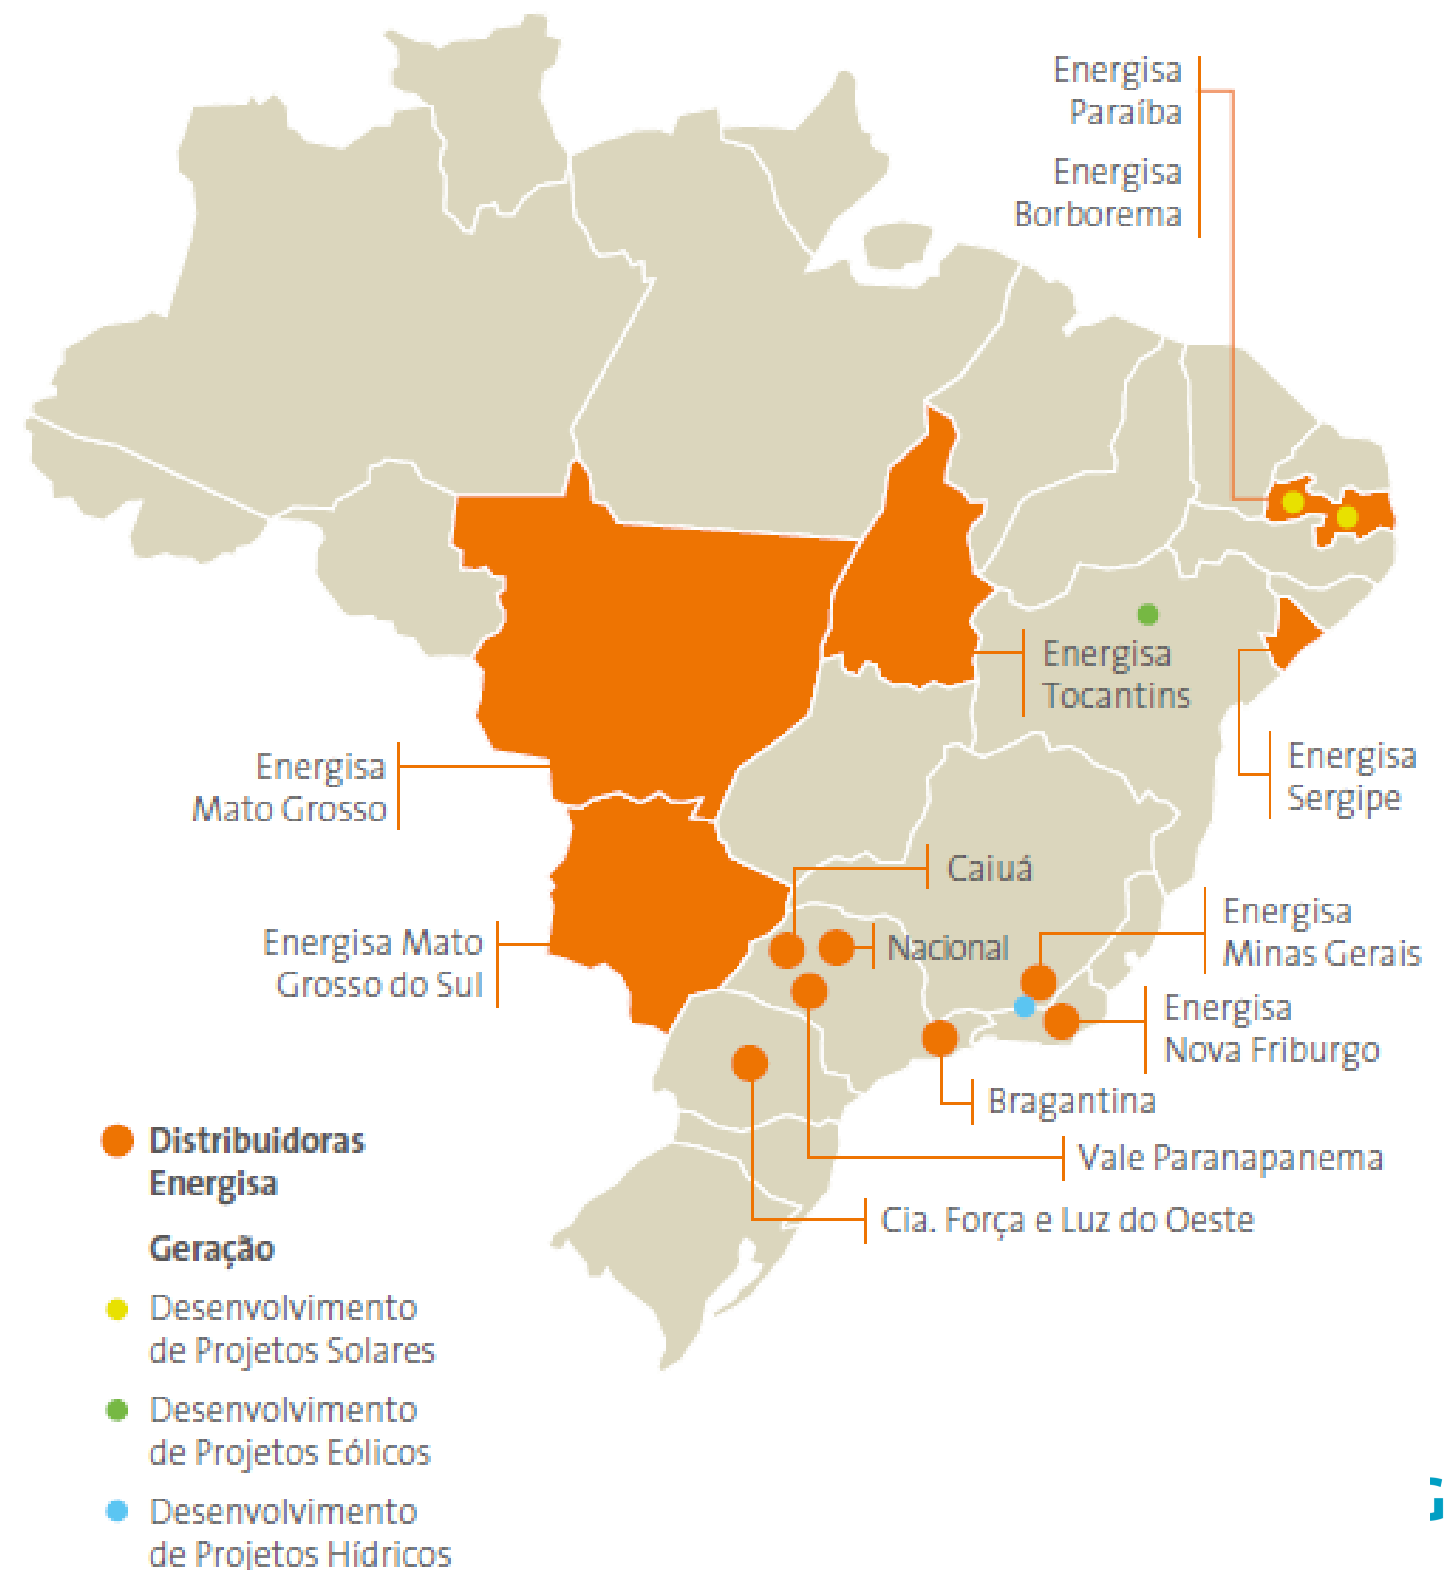 Energisa
Paraíba
Energisa
Borborema
Energisa
Tocantins
Energisa
Sergipe
Energisa
Mato Grosso
Caiuá
Energisa
Minas Gerais
Energisa Mato
Grosso do Sul
Nacional
Energisa
Nova Friburgo
Bragantina
Vale Paranapanema
Cia. Força e Luz do Oeste
Distribuidoras
Energisa
Geração
Desenvolvimento
de Projetos Solares
Desenvolvimento
de Projetos Eólicos
Desenvolvimento
de Projetos Hídricos